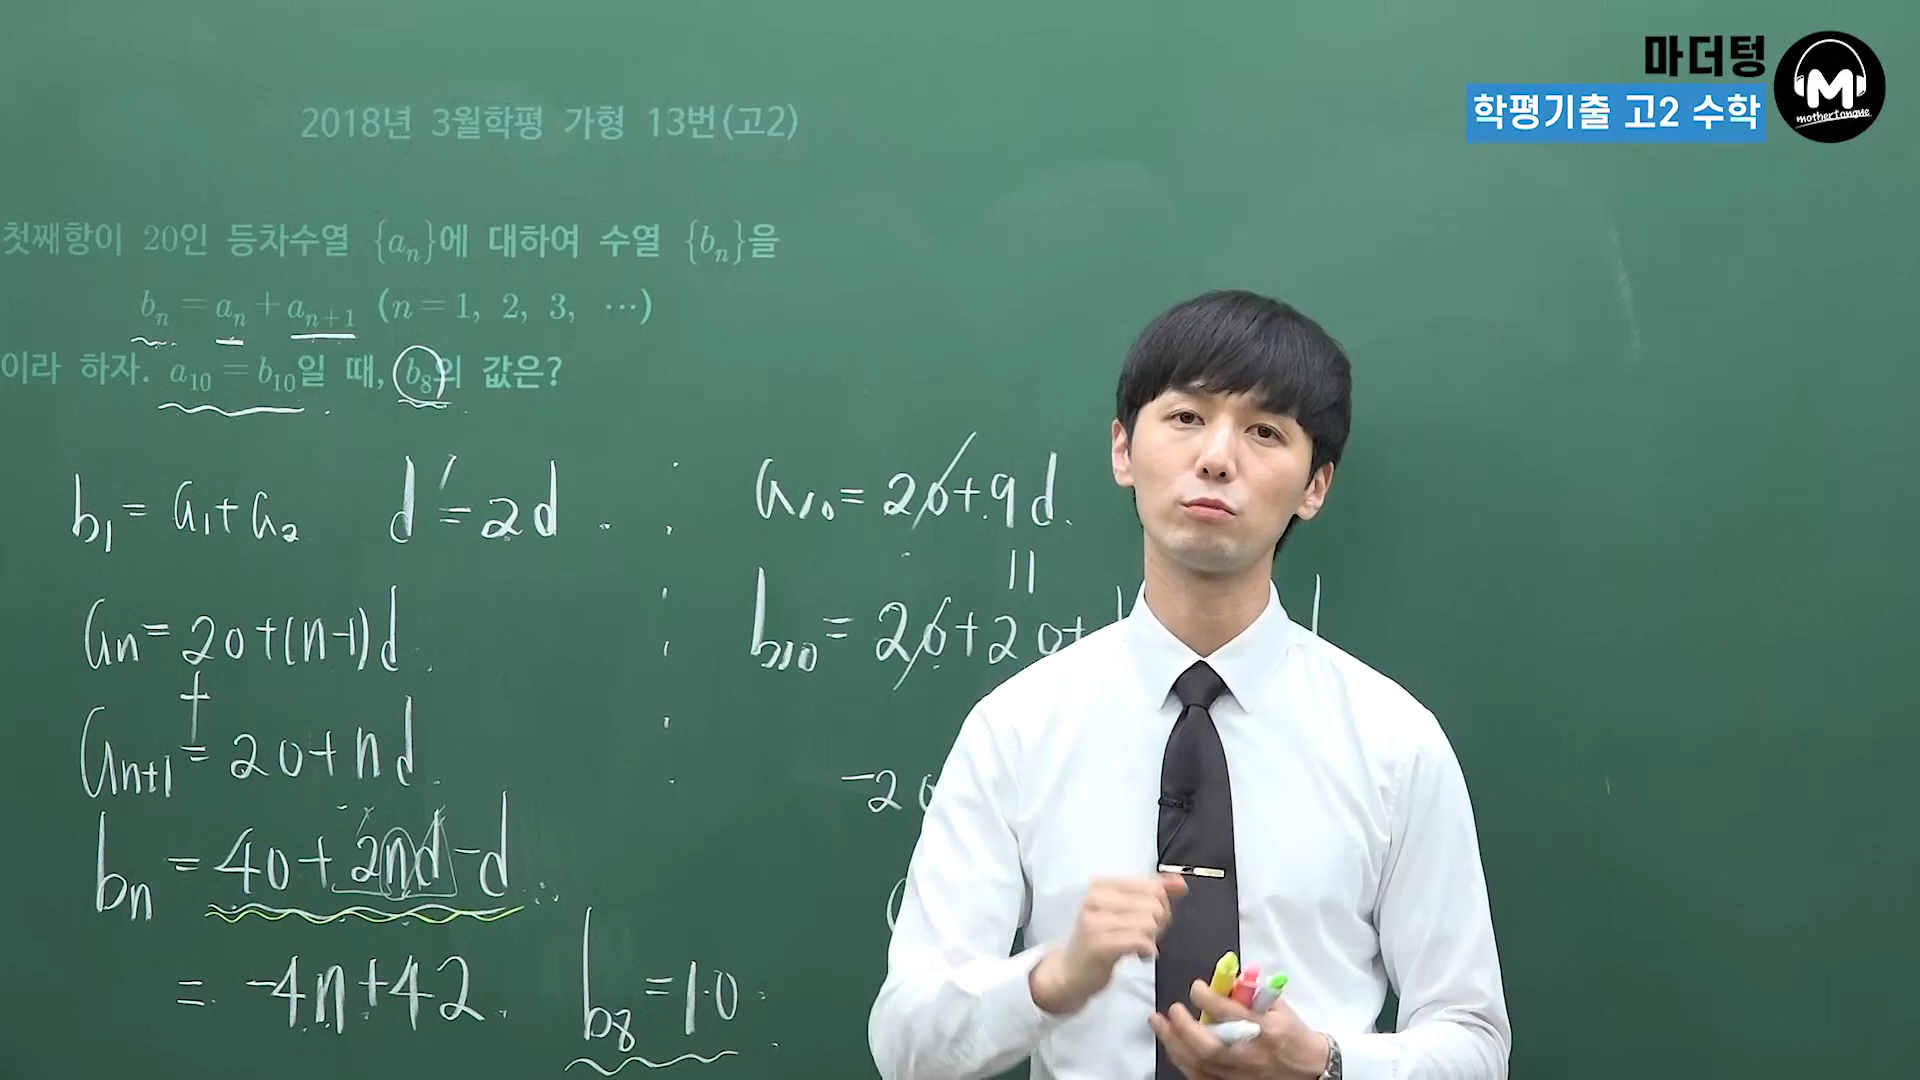 마더텅
학평기출 고2 수학
mothertongue
2018년 3월학평 가형 13번(고2)
첫째항이 20인 등차수열 {aₙ}에 대하여 수열 {bₙ}을
bₙ = aₙ + aₙ₊₁ (n = 1, 2, 3, ⋯)
이라 하자. a₁₀ = b₁₀일 때, b₈의 값은?
b₁ = a₁ + a₂ d' = 2d
aₙ = 20 + (n-1)d
+
aₙ₊₁ = 20 + nd
bₙ = 40 + 2nd - d
= -4n + 42
b₈ = 10
a₁₀ = 20 + 9d
||
b₁₀ = 20 + 20 +
-20